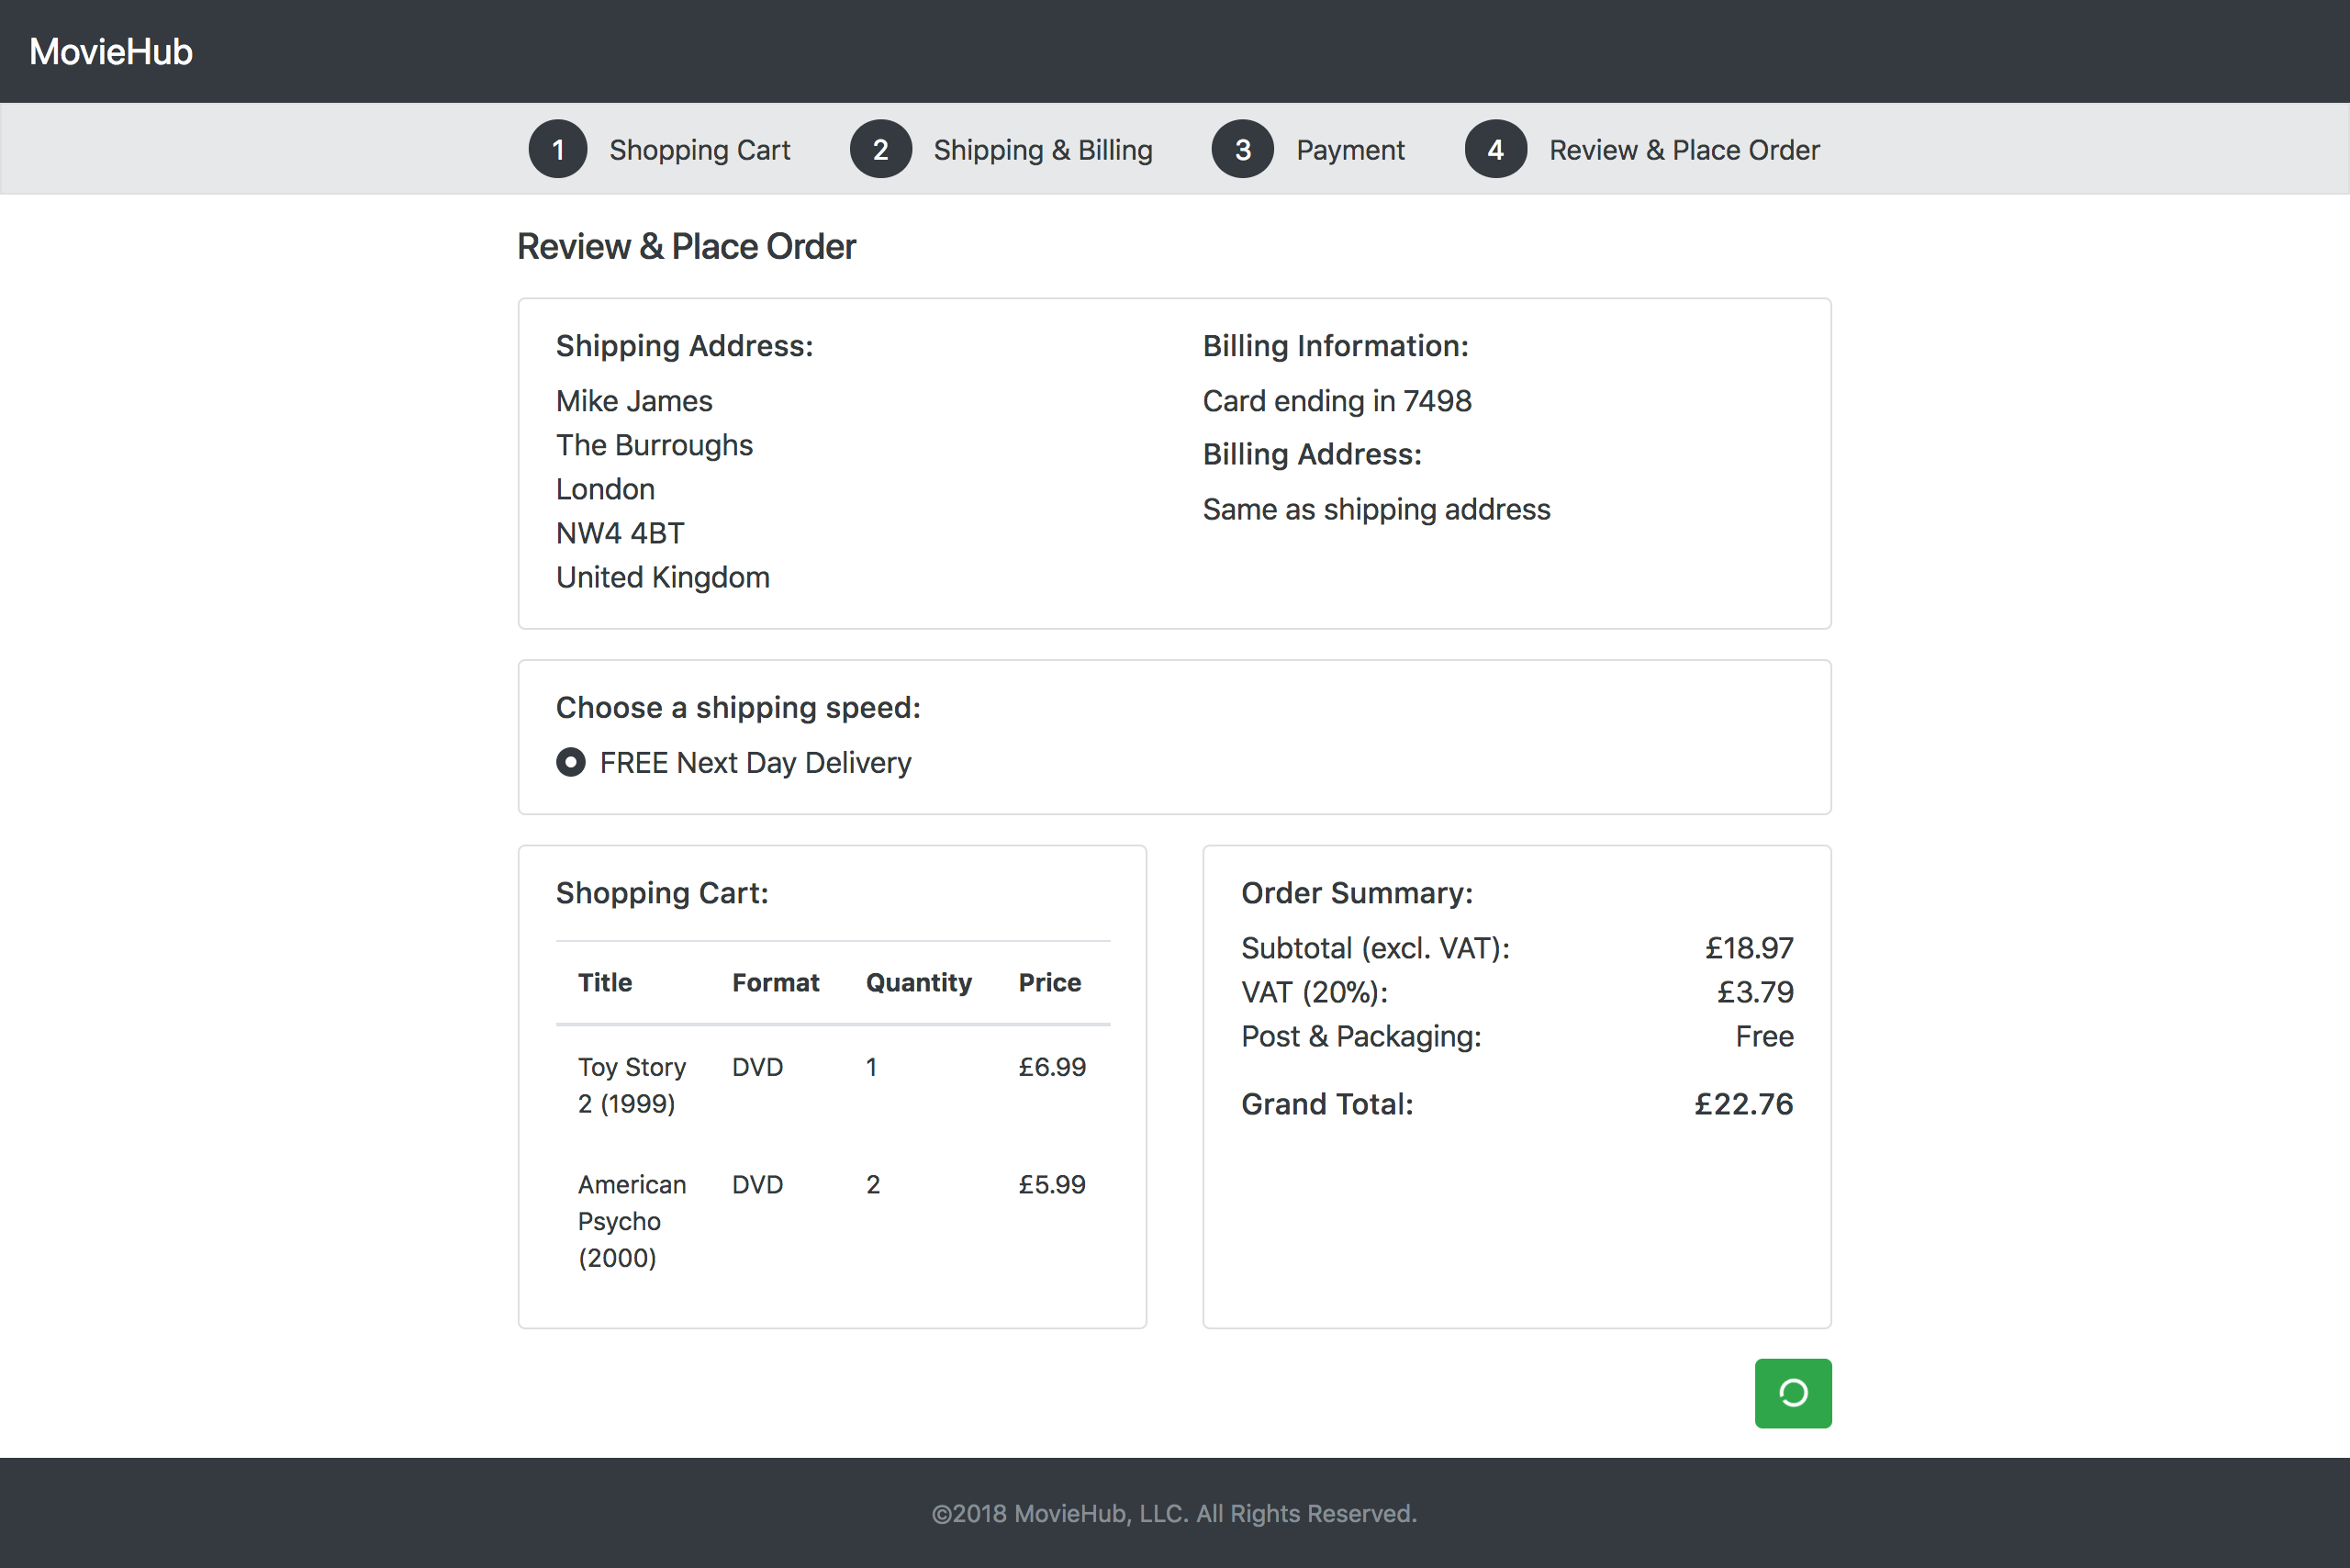 MovieHub
1 Shopping Cart 2 Shipping & Billing 3 Payment 4 Review & Place Order
Review & Place Order
Shipping Address:
Mike James
The Burroughs
London
NW4 4BT
United Kingdom
Billing Information:
Card ending in 7498
Billing Address:
Same as shipping address
Choose a shipping speed:
FREE Next Day Delivery
Shopping Cart:
Title Format Quantity Price
Toy Story DVD 1 £6.99
2 (1999)
American DVD 2 £5.99
Psycho
(2000)
Order Summary:
Subtotal (excl. VAT): £18.97
VAT (20%): £3.79
Post & Packaging: Free
Grand Total: £22.76
©2018 MovieHub, LLC. All Rights Reserved.